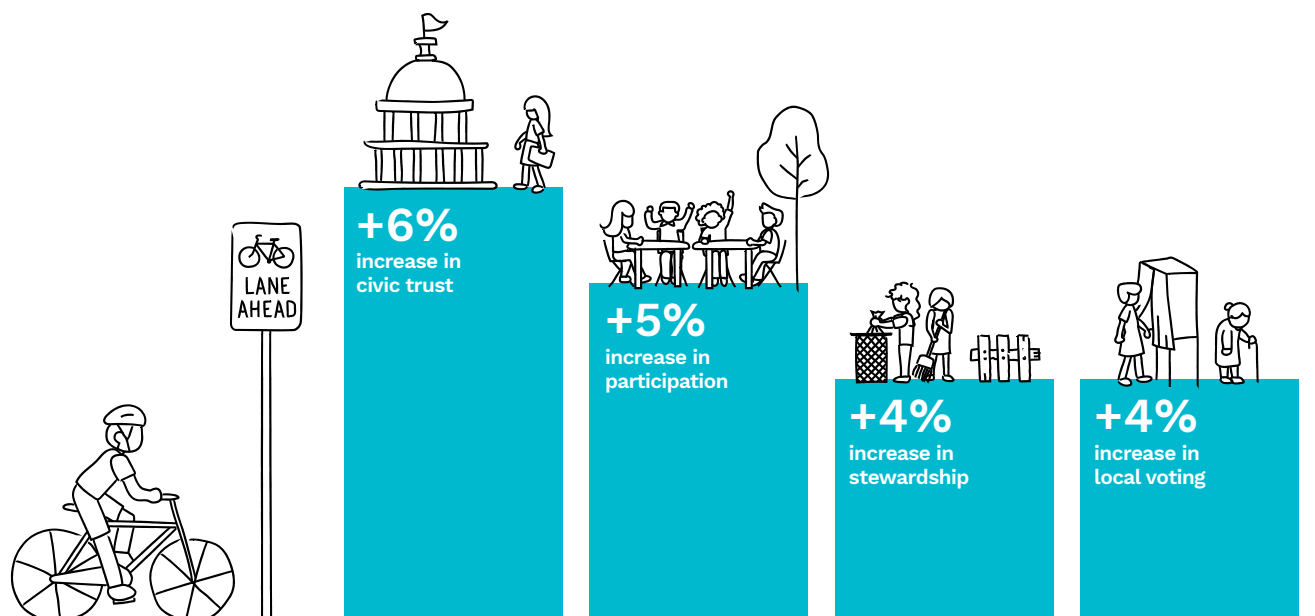 LANE
AHEAD
+6%
increase in
civic trust
+5%
increase in
participation
+4%
increase in
stewardship
+4%
increase in
local voting